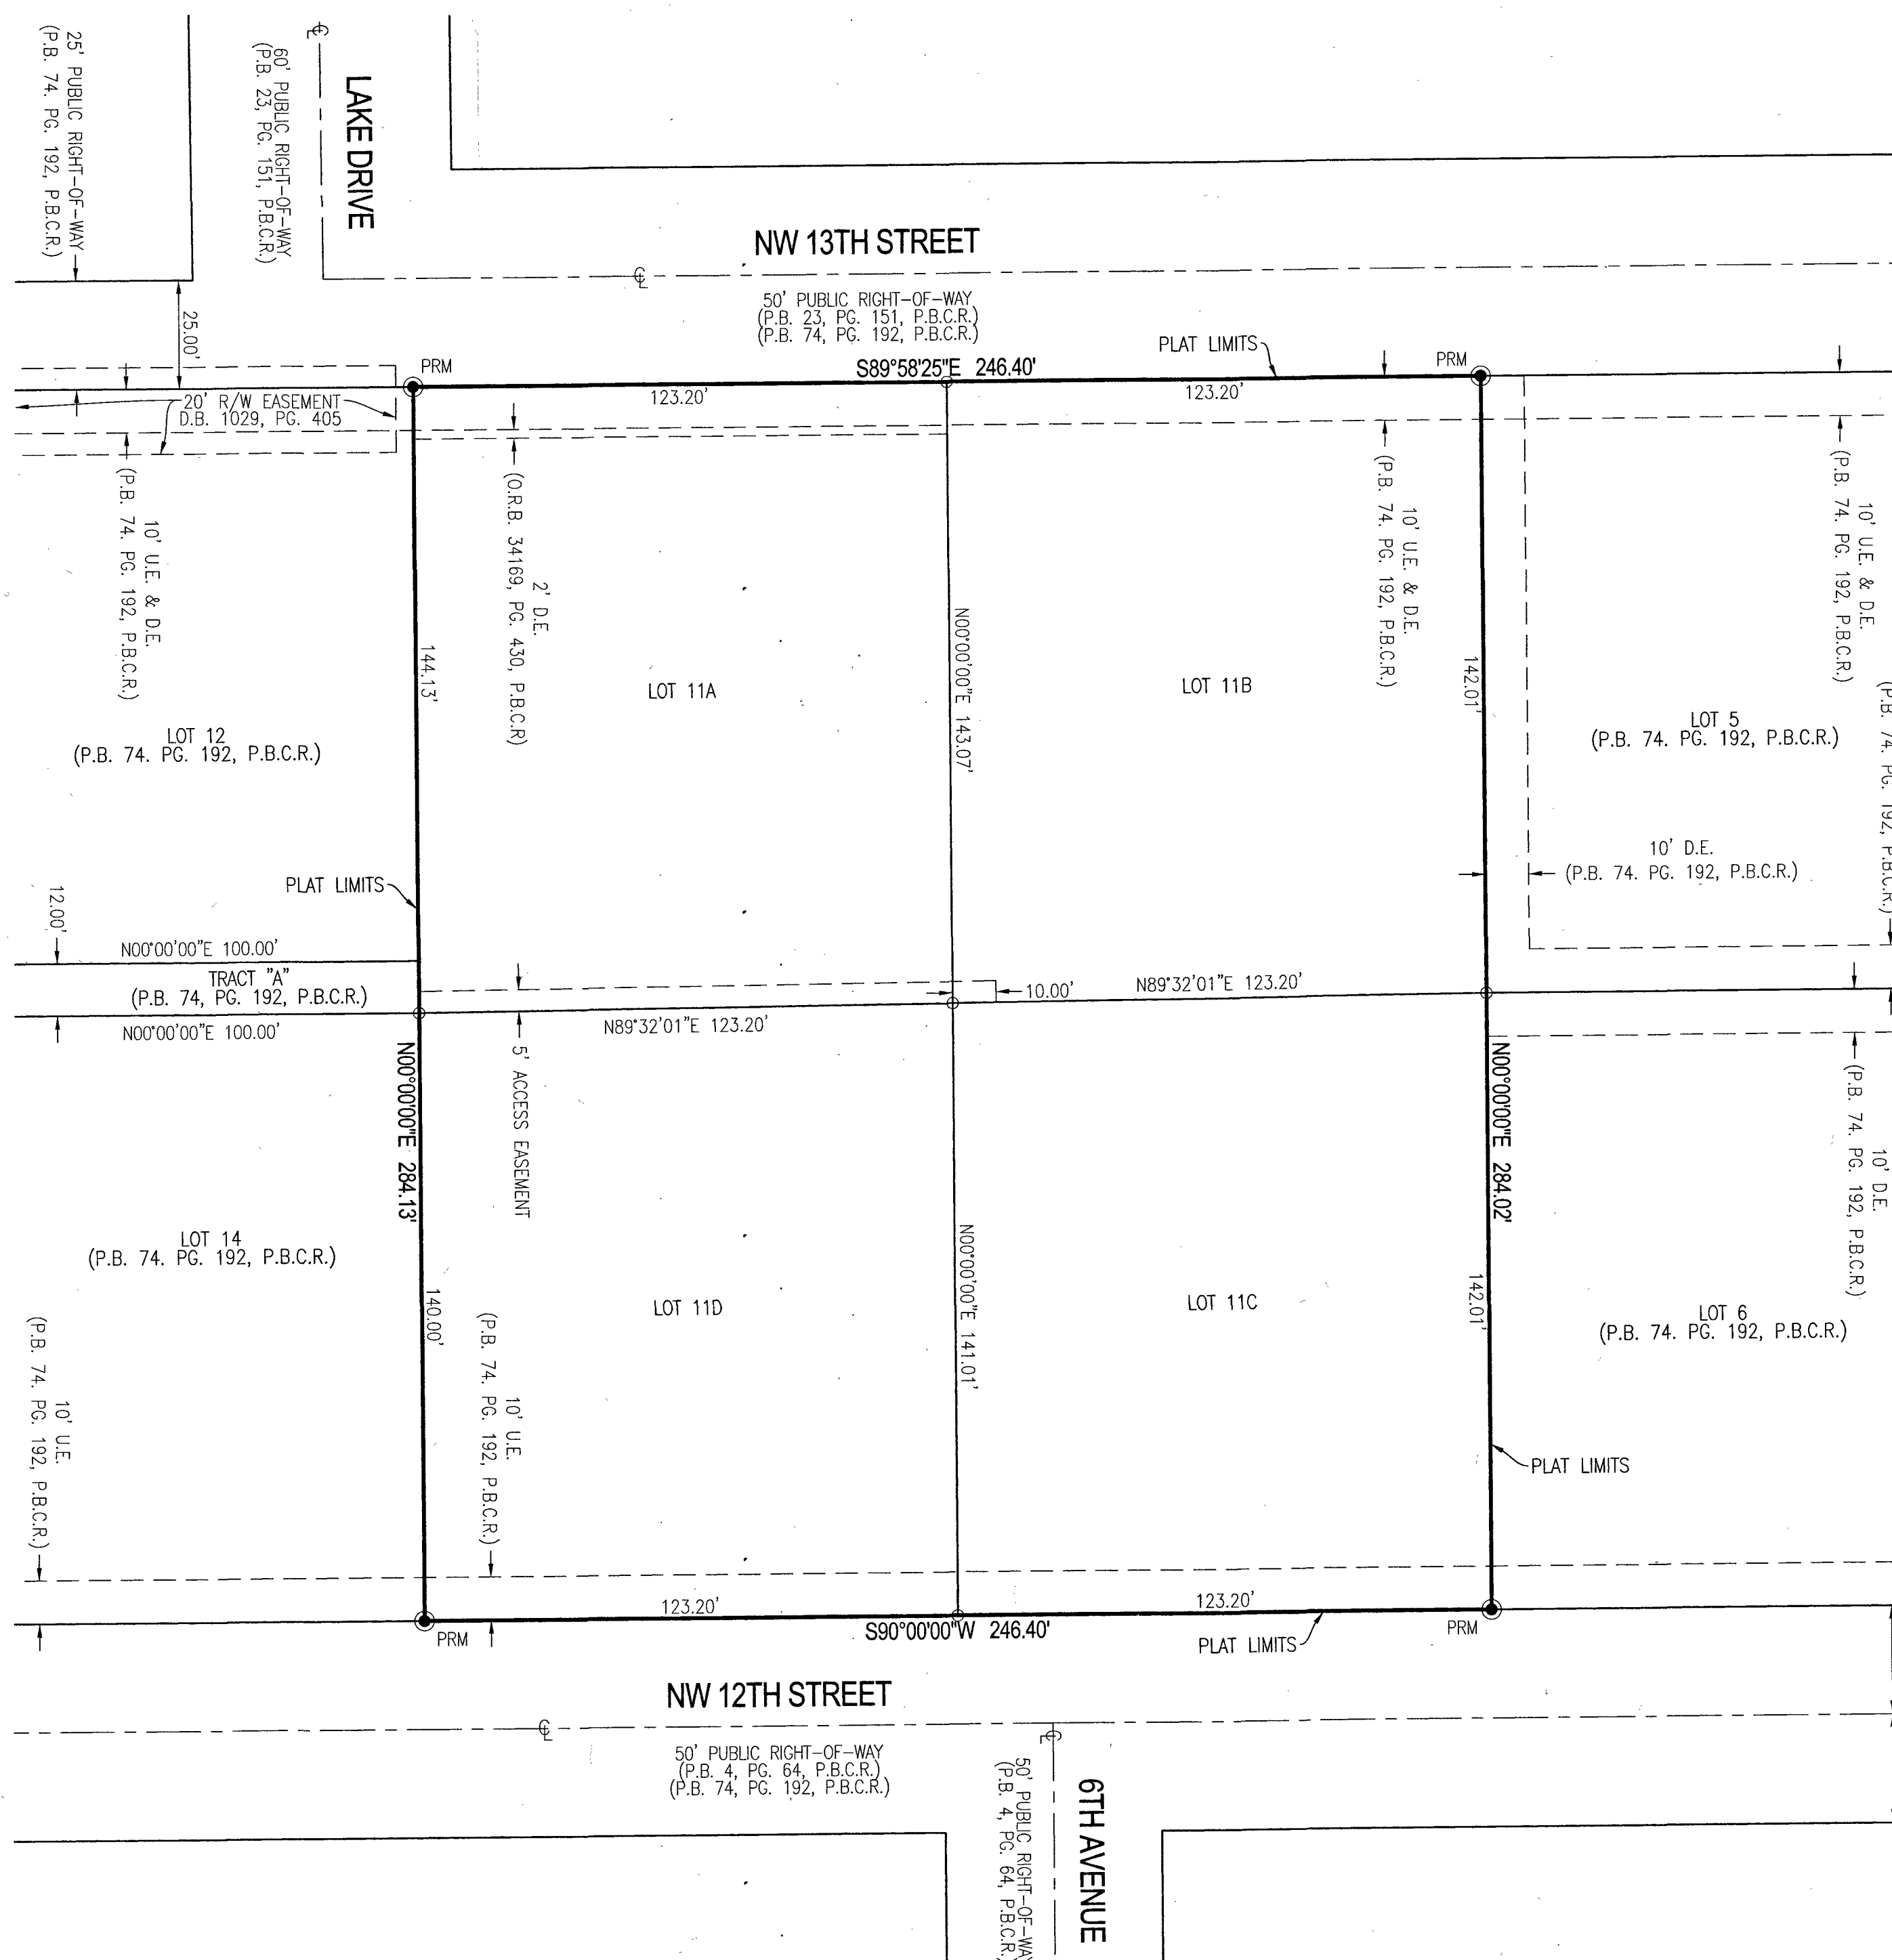 25' PUBLIC RIGHT-OF-WAY
(P.B. 74. PG. 192, P.B.C.R.)
60' PUBLIC RIGHT-OF-WAY
(P.B. 23, PG. 151, P.B.C.R.)
LAKE DRIVE
NW 13TH STREET
50' PUBLIC RIGHT-OF-WAY
(P.B. 23, PG. 151, P.B.C.R.)
(P.B. 74, PG. 192, P.B.C.R.)
25.00'
PRM
S89°58'25"E 246.40'
PLAT LIMITS
PRM
123.20'
123.20'
20' R/W EASEMENT
D.B. 1029, PG. 405
10' U.E. & D.E.
(P.B. 74. PG. 192, P.B.C.R.)
2' D.E.
(O.R.B. 34169, PG. 430, P.B.C.R)
10' U.E. & D.E.
(P.B. 74. PG. 192, P.B.C.R.)
10' U.E. & D.E.
(P.B. 74. PG. 192, P.B.C.R.)
(P.B. 74. PG. 192, P.B.C.R.)
144.13'
LOT 11A
N00°00'00"E 143.07'
LOT 11B
142.01'
LOT 12
(P.B. 74. PG. 192, P.B.C.R.)
LOT 5
(P.B. 74. PG. 192, P.B.C.R.)
10' D.E.
(P.B. 74. PG. 192, P.B.C.R.)
PLAT LIMITS
12.00'
N00°00'00"E 100.00'
TRACT "A"
(P.B. 74, PG. 192, P.B.C.R.)
N00°00'00"E 100.00'
N89°32'01"E 123.20'
10.00'
N89°32'01"E 123.20'
5' ACCESS EASEMENT
N00°00'00"E 284.13'
N00°00'00"E 284.02'
10' D.E.
(P.B. 74. PG. 192, P.B.C.R.)
LOT 14
(P.B. 74. PG. 192, P.B.C.R.)
140.00'
LOT 11D
N00°00'00"E 141.01'
LOT 11C
142.01'
LOT 6
(P.B. 74. PG. 192, P.B.C.R.)
10' U.E.
(P.B. 74. PG. 192, P.B.C.R.)
10' U.E.
(P.B. 74. PG. 192, P.B.C.R.)
PLAT LIMITS
123.20'
123.20'
PRM
S90°00'00"W 246.40'
PLAT LIMITS
PRM
NW 12TH STREET
50' PUBLIC RIGHT-OF-WAY
(P.B. 4, PG. 64, P.B.C.R.)
(P.B. 74, PG. 192, P.B.C.R.)
50' PUBLIC RIGHT-OF-WAY
(P.B. 4, PG. 64, P.B.C.R.)
6TH AVENUE